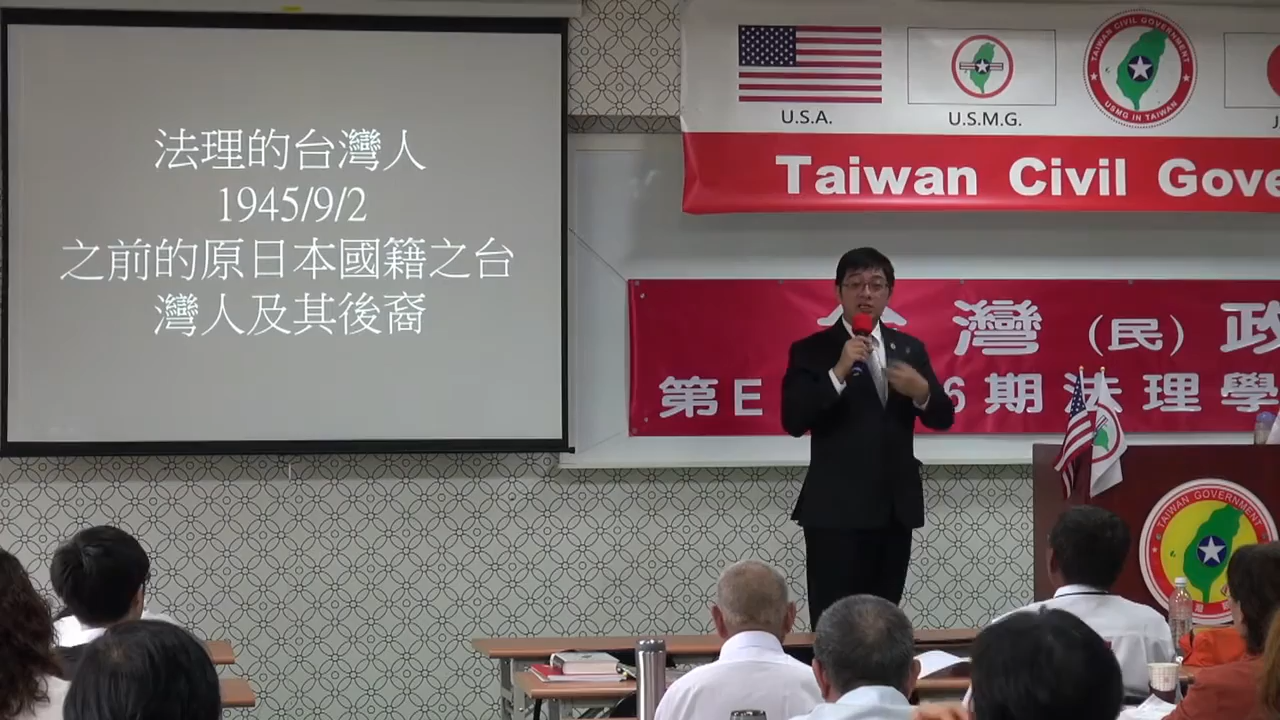 法理的台灣人
1945/9/2
之前的原日本國籍之台
灣人及其後裔
U.S.A.
U.S.M.G.
TAIWAN CIVIL GOVERNMENT
USMG IN TAIWAN
J
Taiwan Civil Gove
灣（民）政
第E 6期法理學
TAIWAN GOVERNMENT